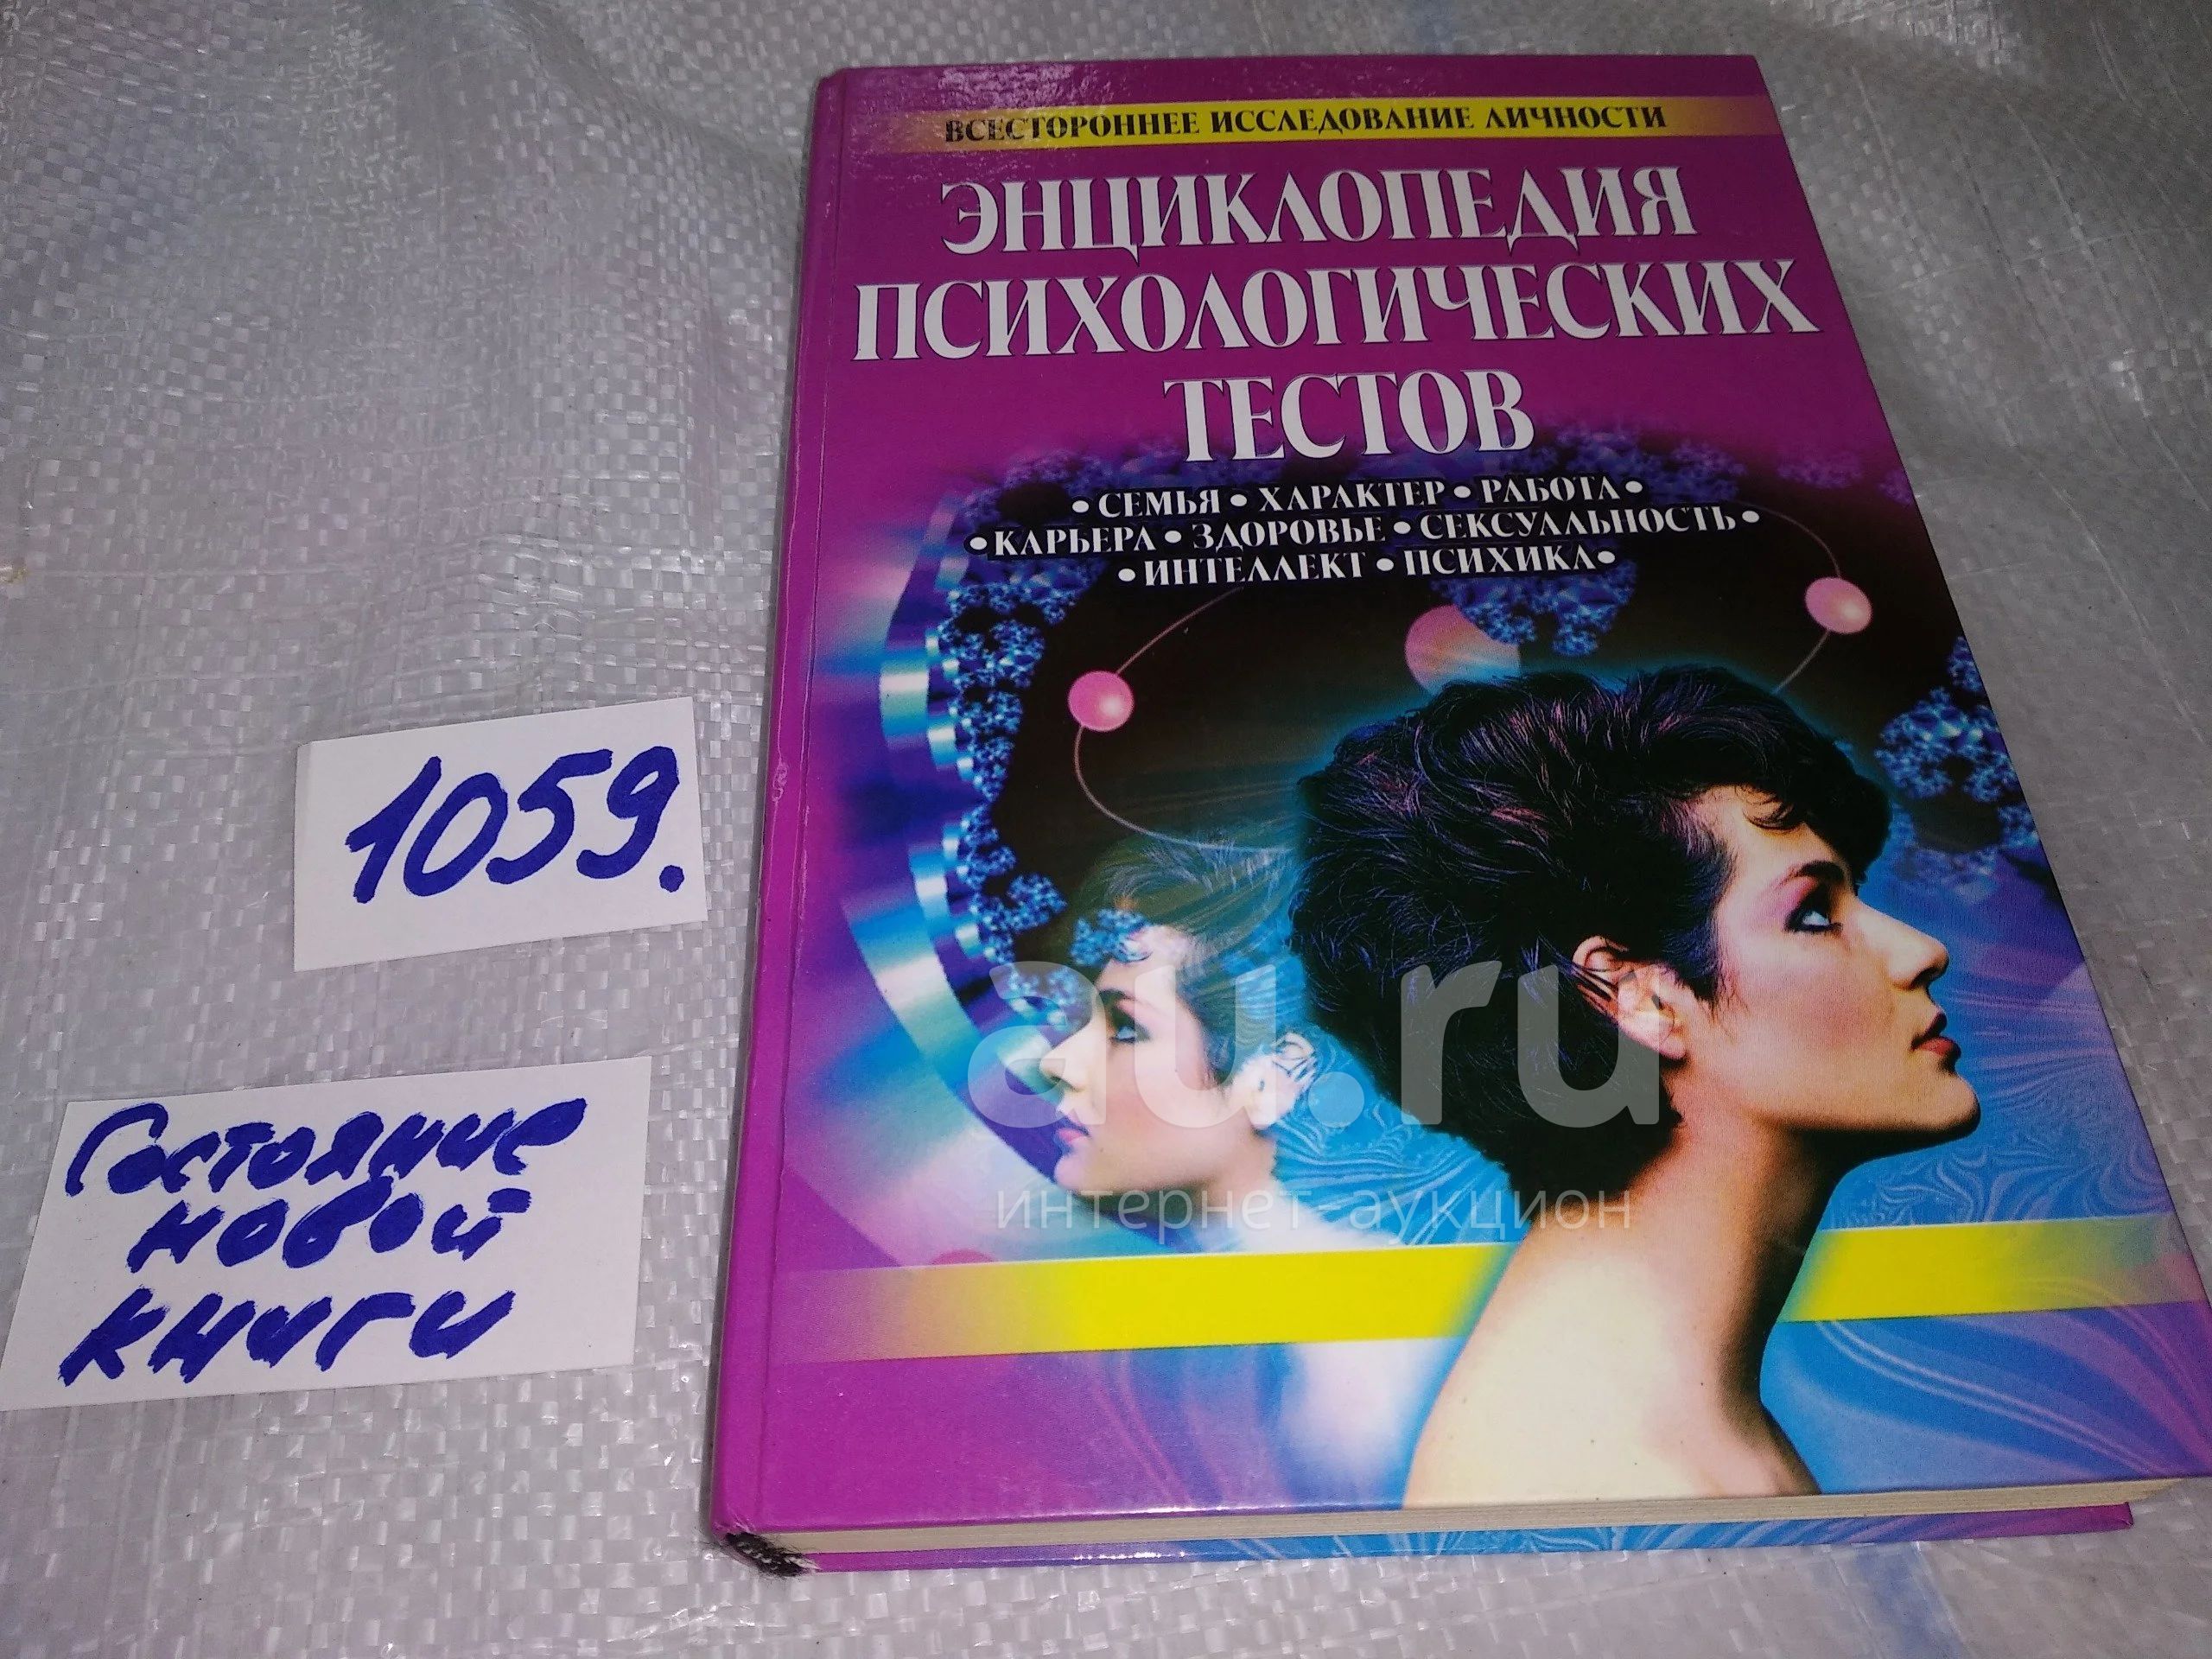 ВСЕСТОРОННЕЕ ИССЛЕДОВАНИЕ ЛИЧНОСТИ
ЭНЦИКЛОПЕДИЯ
ПСИХОЛОГИЧЕСКИХ
ТЕСТОВ
• СЕМЬЯ • ХАРАКТЕР • РАБОТА •
• КАРЬЕРА • ЗДОРОВЬЕ • СЕКСУАЛЬНОСТЬ •
• ИНТЕЛЛЕКТ • ПСИХИКА •
1059.
Состояние
новой
книги
au.ru
интернет-аукцион